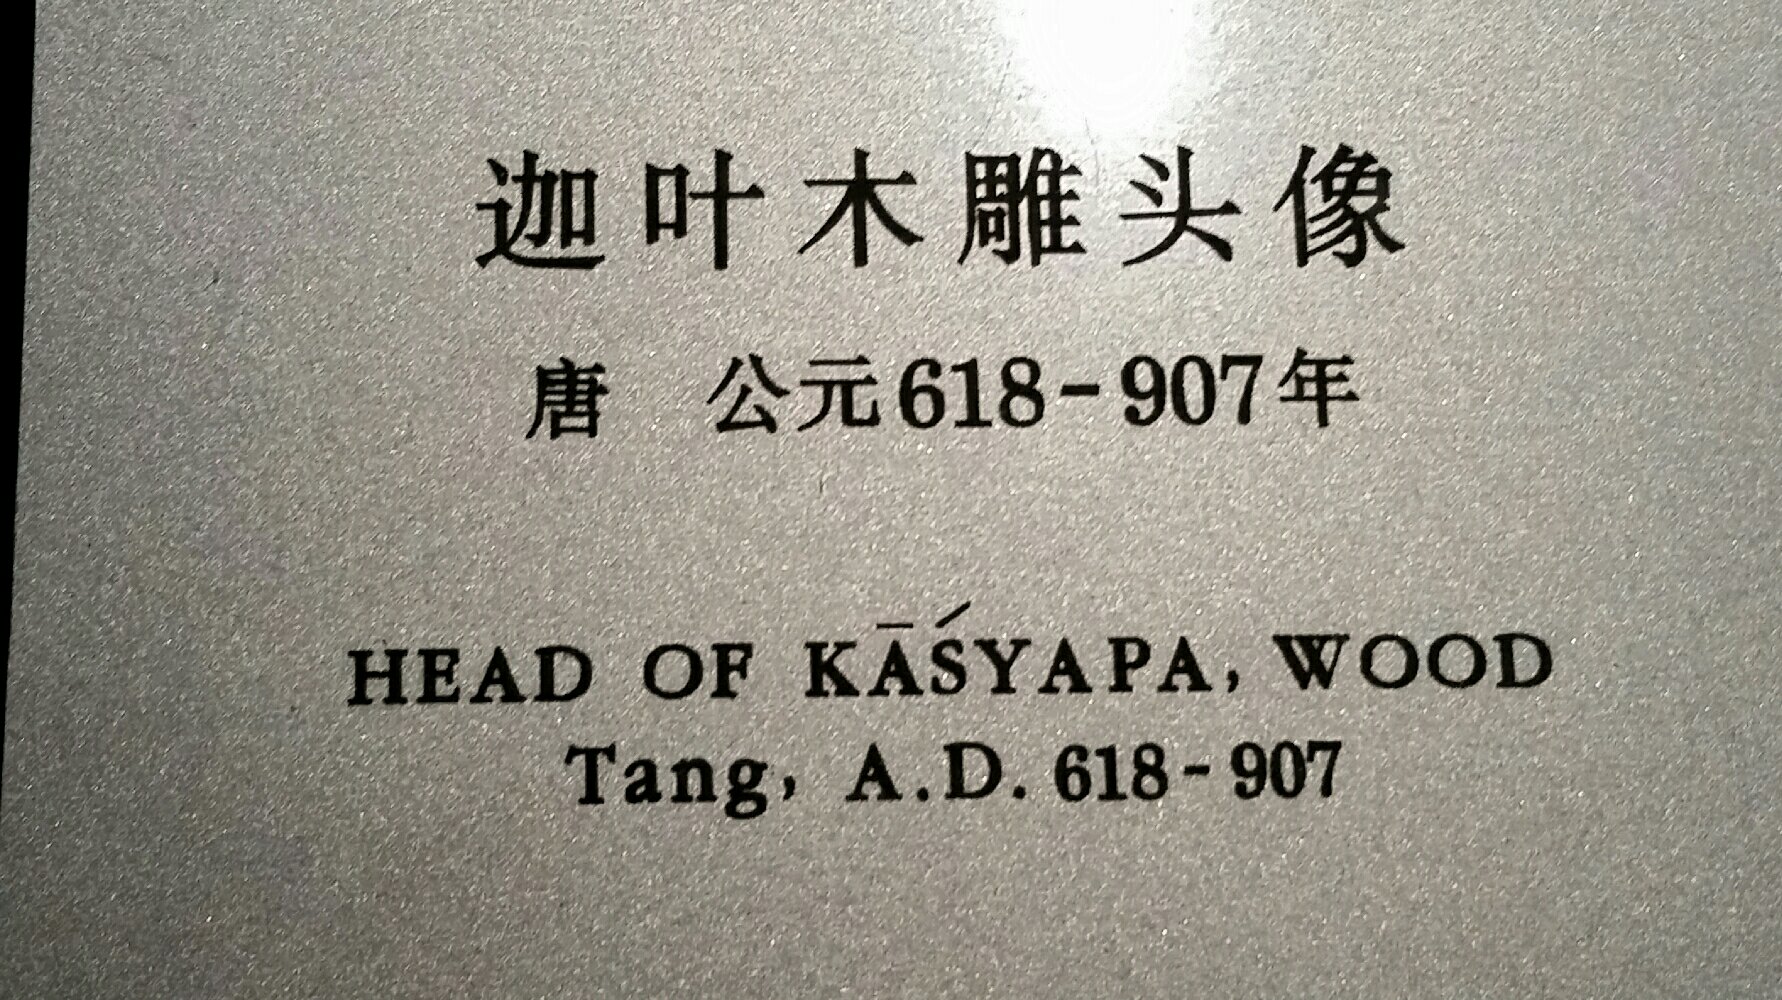 迦叶木雕头像
唐 公元618-907年
HEAD OF KĀŚYAPA, WOOD
Tang, A.D. 618-907